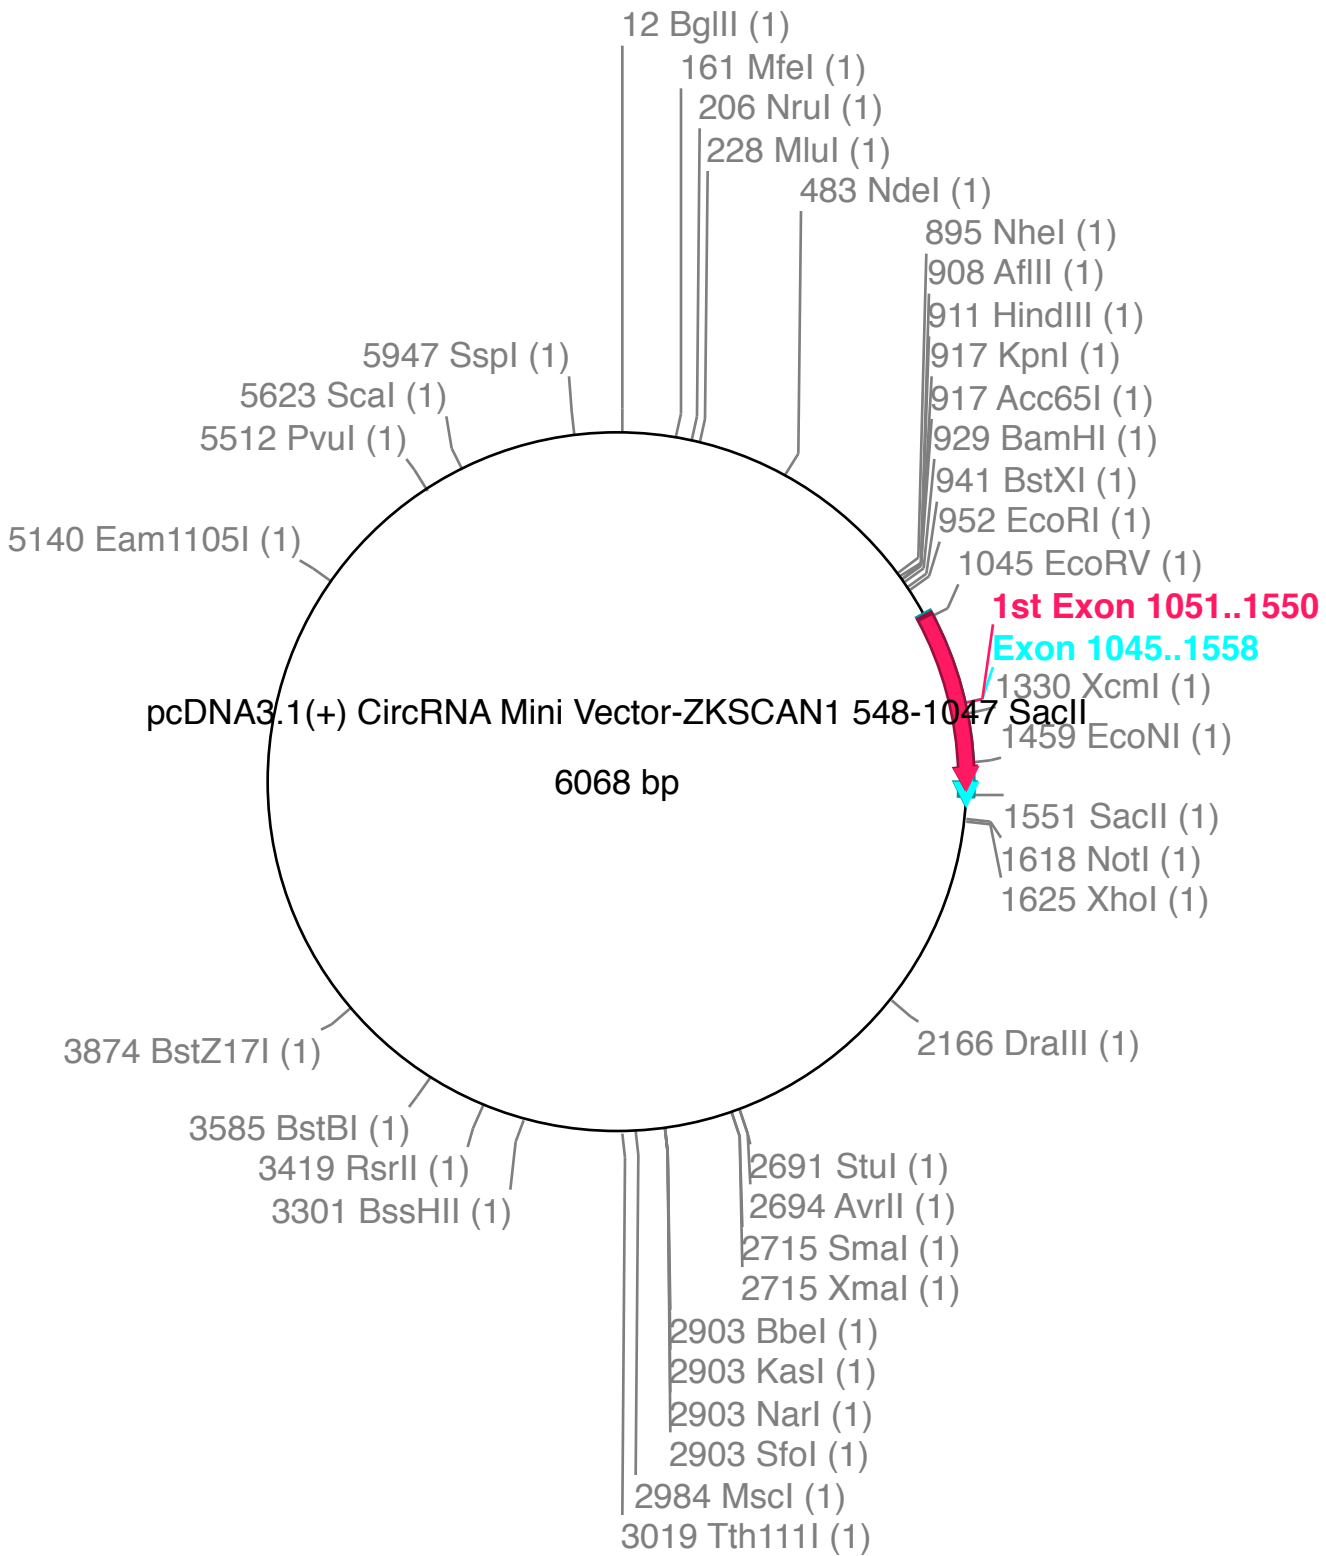 12 BglII (1)
161 MfeI (1)
206 NruI (1)
228 MluI (1)
483 NdeI (1)
895 NheI (1)
908 AflII (1)
911 HindIII (1)
917 KpnI (1)
917 Acc65I (1)
929 BamHI (1)
941 BstXI (1)
952 EcoRI (1)
1045 EcoRV (1)
1st Exon 1051..1550
Exon 1045..1558
1330 XcmI (1)
1459 EcoNI (1)
1551 SacII (1)
1618 NotI (1)
1625 XhoI (1)
2166 DraIII (1)
2691 StuI (1)
2694 AvrII (1)
2715 SmaI (1)
2715 XmaI (1)
2903 BbeI (1)
2903 KasI (1)
2903 NarI (1)
2903 SfoI (1)
2984 MscI (1)
3019 Tth111I (1)
3301 BssHII (1)
3419 RsrII (1)
3585 BstBI (1)
3874 BstZ17I (1)
5140 Eam1105I (1)
5512 PvuI (1)
5623 ScaI (1)
5947 SspI (1)
pcDNA3.1(+) CircRNA Mini Vector-ZKSCAN1 548-1047 SacII
6068 bp